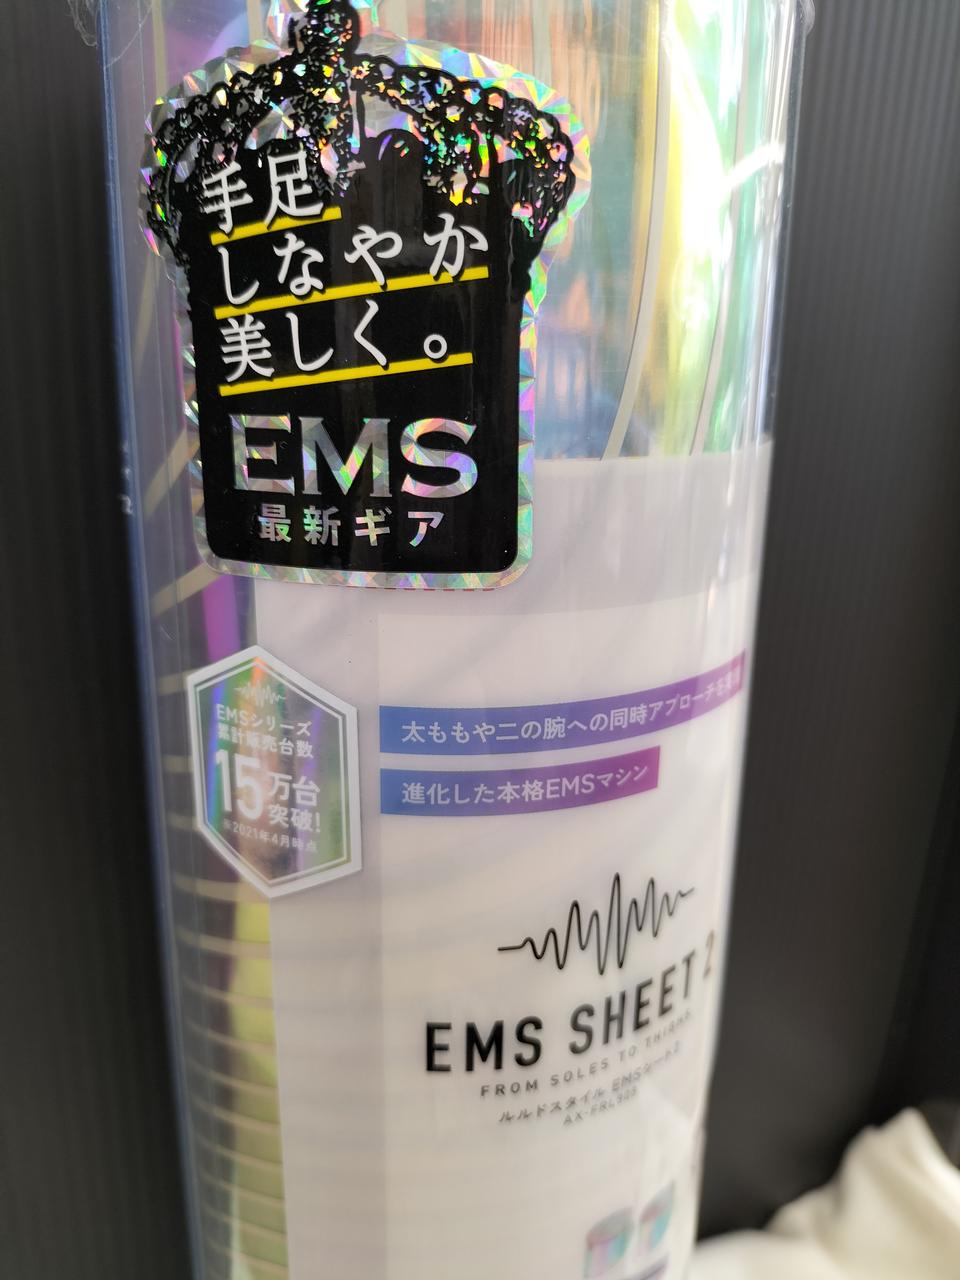 手足
しなやか
美しく。
EMS
最新ギア
EMSシリーズ
累計販売台数
15万台
突破!
※2021年4月時点
太ももや二の腕への同時アプローチを
進化した本格EMSマシン
EMS SHEET 2
FROM SOLES TO THIGHS
ルルドスタイル EMSシート2